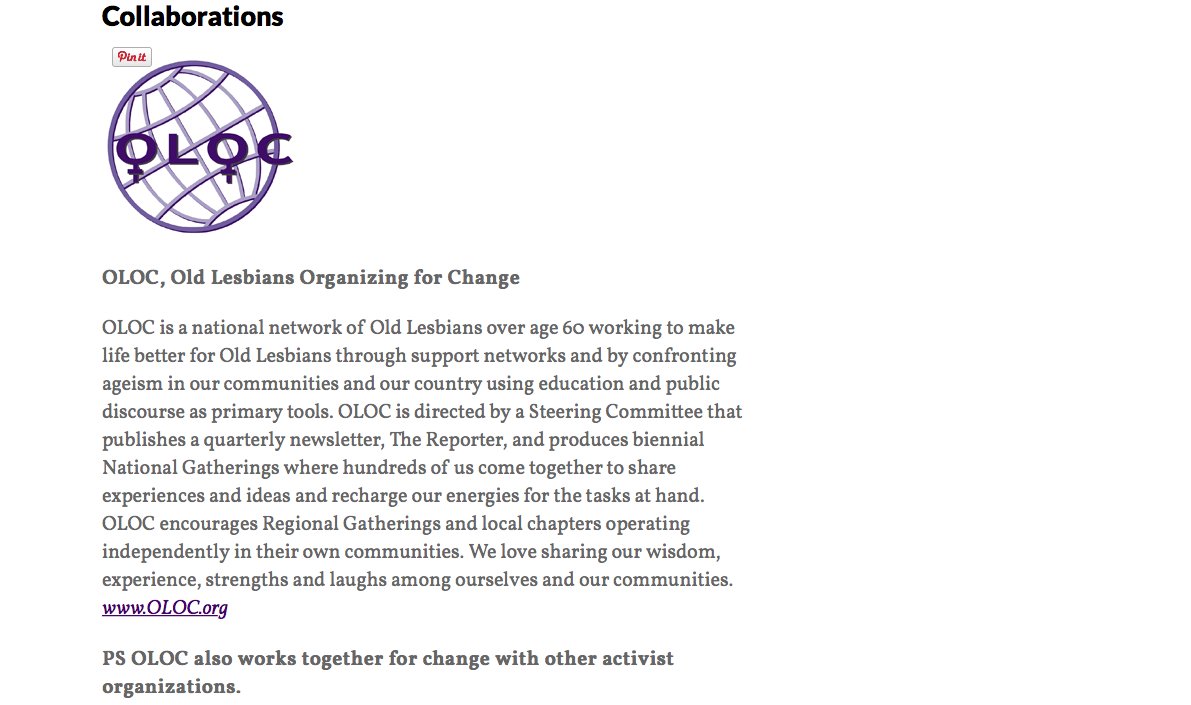 Collaborations
Pin it
OLOC
OLOC, Old Lesbians Organizing for Change
OLOC is a national network of Old Lesbians over age 60 working to make
life better for Old Lesbians through support networks and by confronting
ageism in our communities and our country using education and public
discourse as primary tools. OLOC is directed by a Steering Committee that
publishes a quarterly newsletter, The Reporter, and produces biennial
National Gatherings where hundreds of us come together to share
experiences and ideas and recharge our energies for the tasks at hand.
OLOC encourages Regional Gatherings and local chapters operating
independently in their own communities. We love sharing our wisdom,
experience, strengths and laughs among ourselves and our communities.
www.OLOC.org
PS OLOC also works together for change with other activist
organizations.